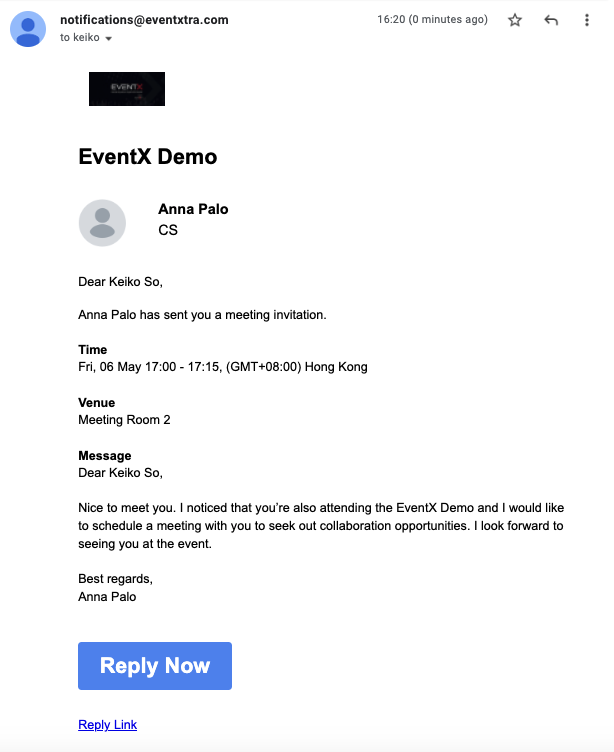 notifications@eventxtra.com
16:20 (0 minutes ago)
to keiko
EVENTX
EventX Demo
Anna Palo
CS
Dear Keiko So,
Anna Palo has sent you a meeting invitation.
Time
Fri, 06 May 17:00 - 17:15, (GMT+08:00) Hong Kong
Venue
Meeting Room 2
Message
Dear Keiko So,
Nice to meet you. I noticed that you’re also attending the EventX Demo and I would like
to schedule a meeting with you to seek out collaboration opportunities. I look forward to
seeing you at the event.
Best regards,
Anna Palo
Reply Now
Reply Link